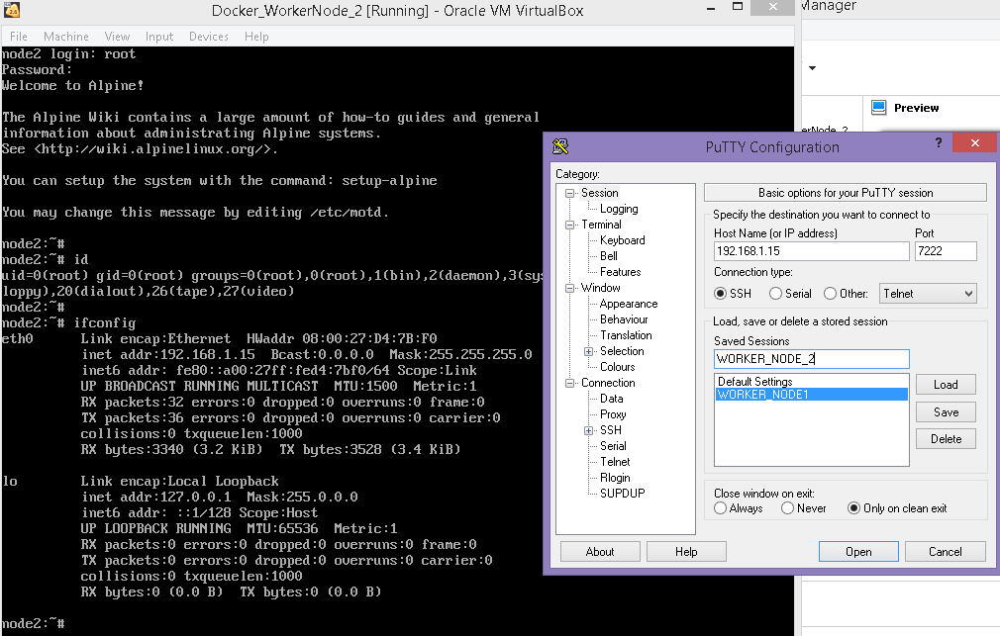 Docker_WorkerNode_2 [Running] - Oracle VM VirtualBox
File Machine View Input Devices Help
node2 login: root
Password:
Welcome to Alpine!
The Alpine Wiki contains a large amount of how-to guides and general
information about administrating Alpine systems.
See <http://wiki.alpinelinux.org/>.
You can setup the system with the command: setup-alpine
You may change this message by editing /etc/motd.
node2:~#
node2:~# id
uid=0(root) gid=0(root) groups=0(root),0(root),1(bin),2(daemon),3(sys
loppy),20(dialout),26(tape),27(video)
node2:~#
node2:~# ifconfig
eth0 Link encap:Ethernet HWaddr 08:00:27:D4:7B:F0
inet addr:192.168.1.15 Bcast:0.0.0.0 Mask:255.255.255.0
inet6 addr: fe80::a00:27ff:fed4:7bf0/64 Scope:Link
UP BROADCAST RUNNING MULTICAST MTU:1500 Metric:1
RX packets:32 errors:0 dropped:0 overruns:0 frame:0
TX packets:36 errors:0 dropped:0 overruns:0 carrier:0
collisions:0 txqueuelen:1000
RX bytes:3340 (3.2 KiB) TX bytes:3528 (3.4 KiB)
lo Link encap:Local Loopback
inet addr:127.0.0.1 Mask:255.0.0.0
inet6 addr: ::1/128 Scope:Host
UP LOOPBACK RUNNING MTU:65536 Metric:1
RX packets:0 errors:0 dropped:0 overruns:0 frame:0
TX packets:0 errors:0 dropped:0 overruns:0 carrier:0
collisions:0 txqueuelen:1000
RX bytes:0 (0.0 B) TX bytes:0 (0.0 B)
node2:~#
Manager
Preview
erNode_2
PuTTY Configuration
?
Category:
Session
Logging
Terminal
Keyboard
Bell
Features
Window
Appearance
Behaviour
Translation
Selection
Colours
Connection
Data
Proxy
SSH
Serial
Telnet
Rlogin
SUPDUP
Basic options for your PuTTY session
Specify the destination you want to connect to
Host Name (or IP address) Port
192.168.1.15 7222
Connection type:
SSH Serial Other: Telnet
Load, save or delete a stored session
Saved Sessions
WORKER_NODE_2
Default Settings
WORKER_NODE1
Load
Save
Delete
Close window on exit:
Always Never Only on clean exit
About Help Open Cancel